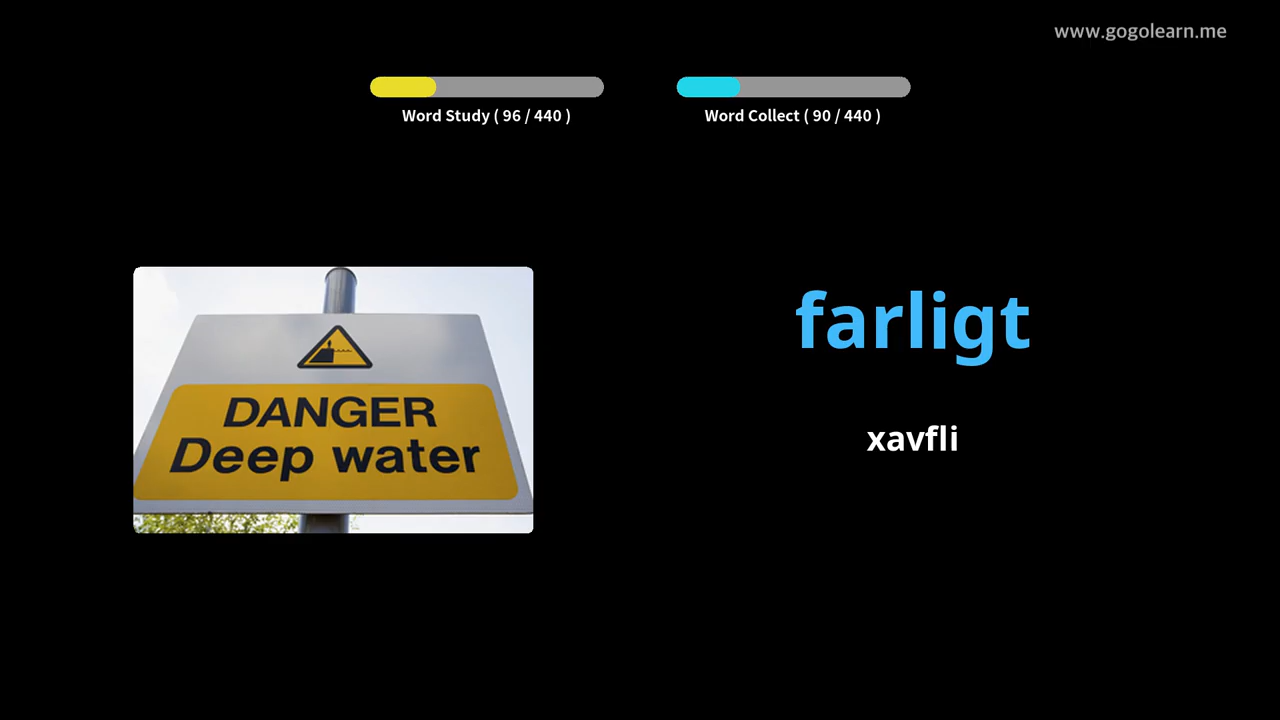 www.gogolearn.me
Word Study ( 96 / 440 )
Word Collect ( 90 / 440 )
DANGER
Deep water
farligt
xavfli